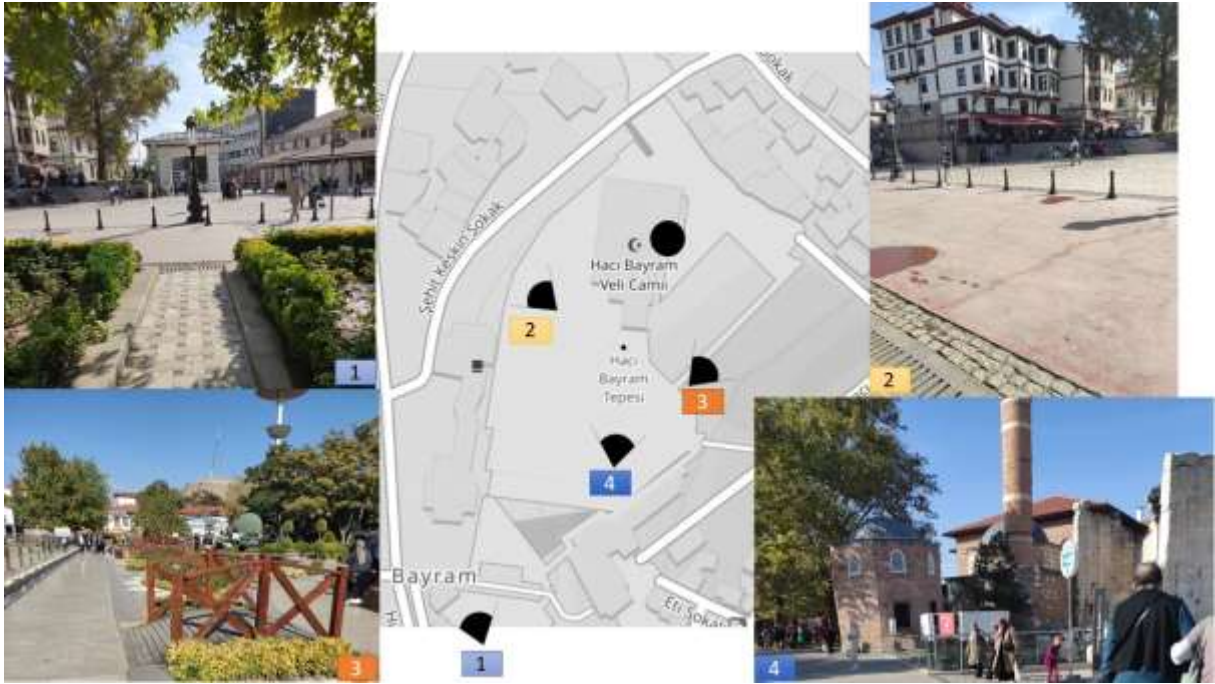 1
2
3
4
Sokak
Şehit Keskin Sokak
Hacı Bayram
Veli Camii
2
Hacı
Bayram
Tepesi
3
4
Bayram
Eti Sokak
1